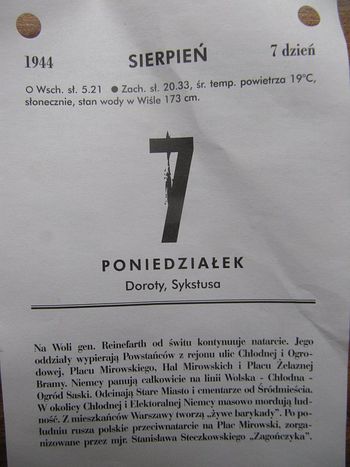 1944 SIERPIEŃ 7 dzień
O Wsch. sł. 5.21 ● Zach. sł. 20.33, śr. temp. powietrza 19°C,
słonecznie, stan wody w Wiśle 173 cm.
7
PONIEDZIAŁEK
Doroty, Sykstusa
Na Woli gen. Reinefarth od świtu kontynuuje natarcie. Jego
oddziały wypierają Powstańców z rejonu ulic Chłodnej i Ogro-
dowej, Placu Mirowskiego, Hal Mirowskich i Placu Żelaznej
Bramy. Niemcy panują całkowicie na linii Wolska - Chłodna -
Ogród Saski. Odcinają Stare Miasto i cmentarze od Śródmieścia.
W okolicy Chłodnej i Elektoralnej Niemcy masowo mordują lud-
ność. Z mieszkańców Warszawy tworzą „żywe barykady”. Po po-
łudniu rusza polskie przeciwnatarcie na Plac Mirowski, zorga-
nizowane przez mjr. Stanisława Steczkowskiego „Zagończyka”.